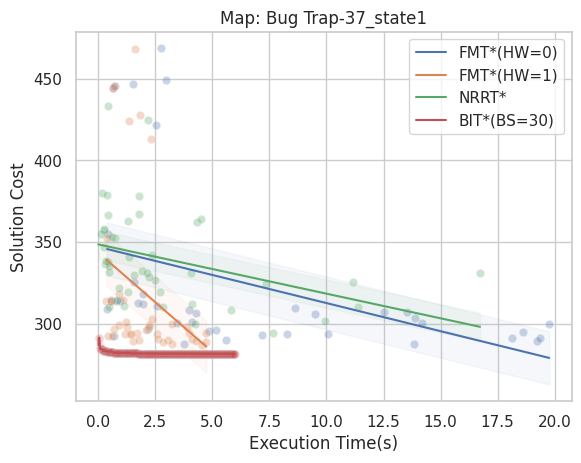 Map: Bug Trap-37_state1
FMT*(HW=0)
FMT*(HW=1)
NRRT*
BIT*(BS=30)
Solution Cost
450
400
350
300
0.0 2.5 5.0 7.5 10.0 12.5 15.0 17.5 20.0
Execution Time(s)